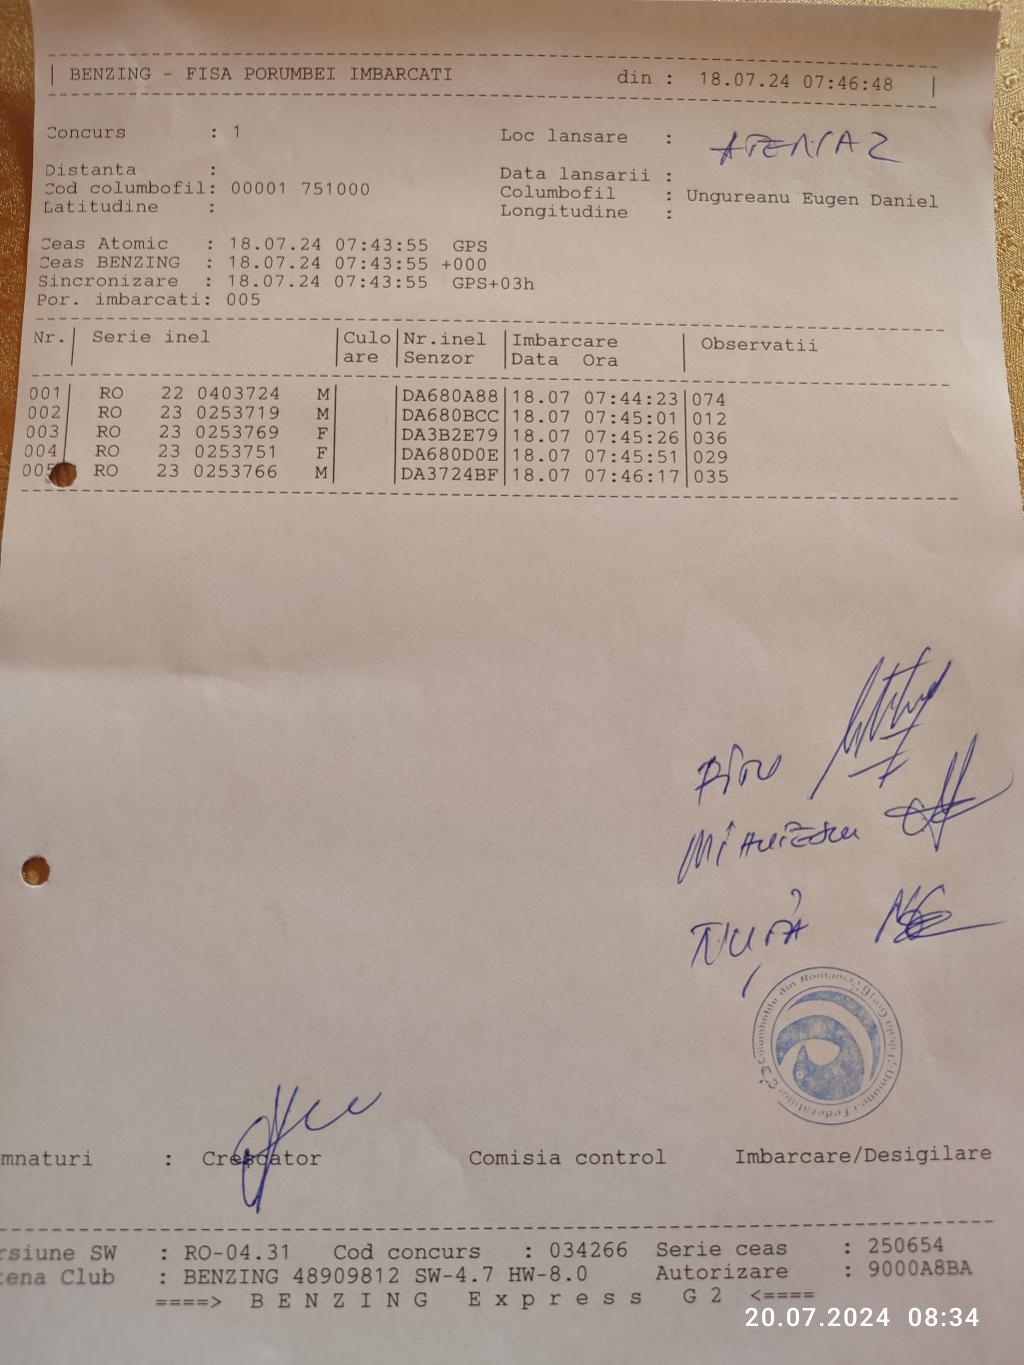 BENZING - FISA PORUMBEI IMBARCATI din : 18.07.24 07:46:48
Concurs : 1 Loc lansare :
Distanta : Data lansarii :
Cod columbofil: 00001 751000 Columbofil : Ungureanu Eugen Daniel
Latitudine : Longitudine :
Ceas Atomic : 18.07.24 07:43:55 GPS
Ceas BENZING : 18.07.24 07:43:55 +000
Sincronizare : 18.07.24 07:43:55 GPS+03h
Por. imbarcati: 005
Nr. | Serie inel | Culo | Nr.inel | Imbarcare | Observatii
are | Senzor | Data Ora
001 RO 22 0403724 M DA680A88 18.07 07:44:23 074
002 RO 23 0253719 M DA680BCC 18.07 07:45:01 012
003 RO 23 0253769 F DA3B2E79 18.07 07:45:26 036
004 RO 23 0253751 F DA680D0E 18.07 07:45:51 029
005 RO 23 0253766 M DA3724BF 18.07 07:46:17 035
mnaturi : Crescator Comisia control Imbarcare/Desigilare
rsiune SW : RO-04.31 Cod concurs : 034266 Serie ceas : 250654
tena Club : BENZING 48909812 SW-4.7 HW-8.0 Autorizare : 9000A8BA
====> BENZING Express G2 <====
20.07.2024 08:34